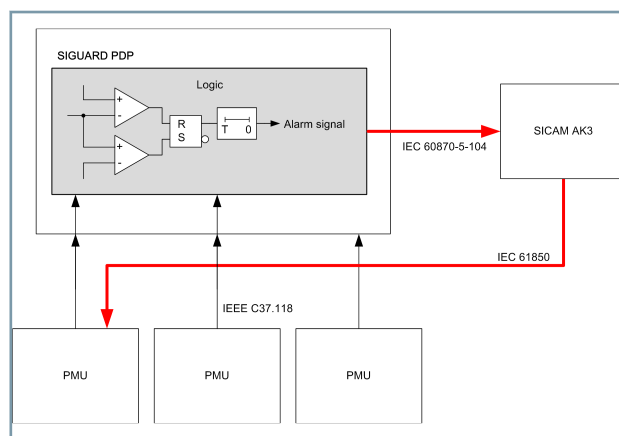 SIGUARD PDP
Logic
+
-
+
-
R
S
T 0
Alarm signal
IEC 60870-5-104
SICAM AK3
IEC 61850
IEEE C37.118
PMU
PMU
PMU